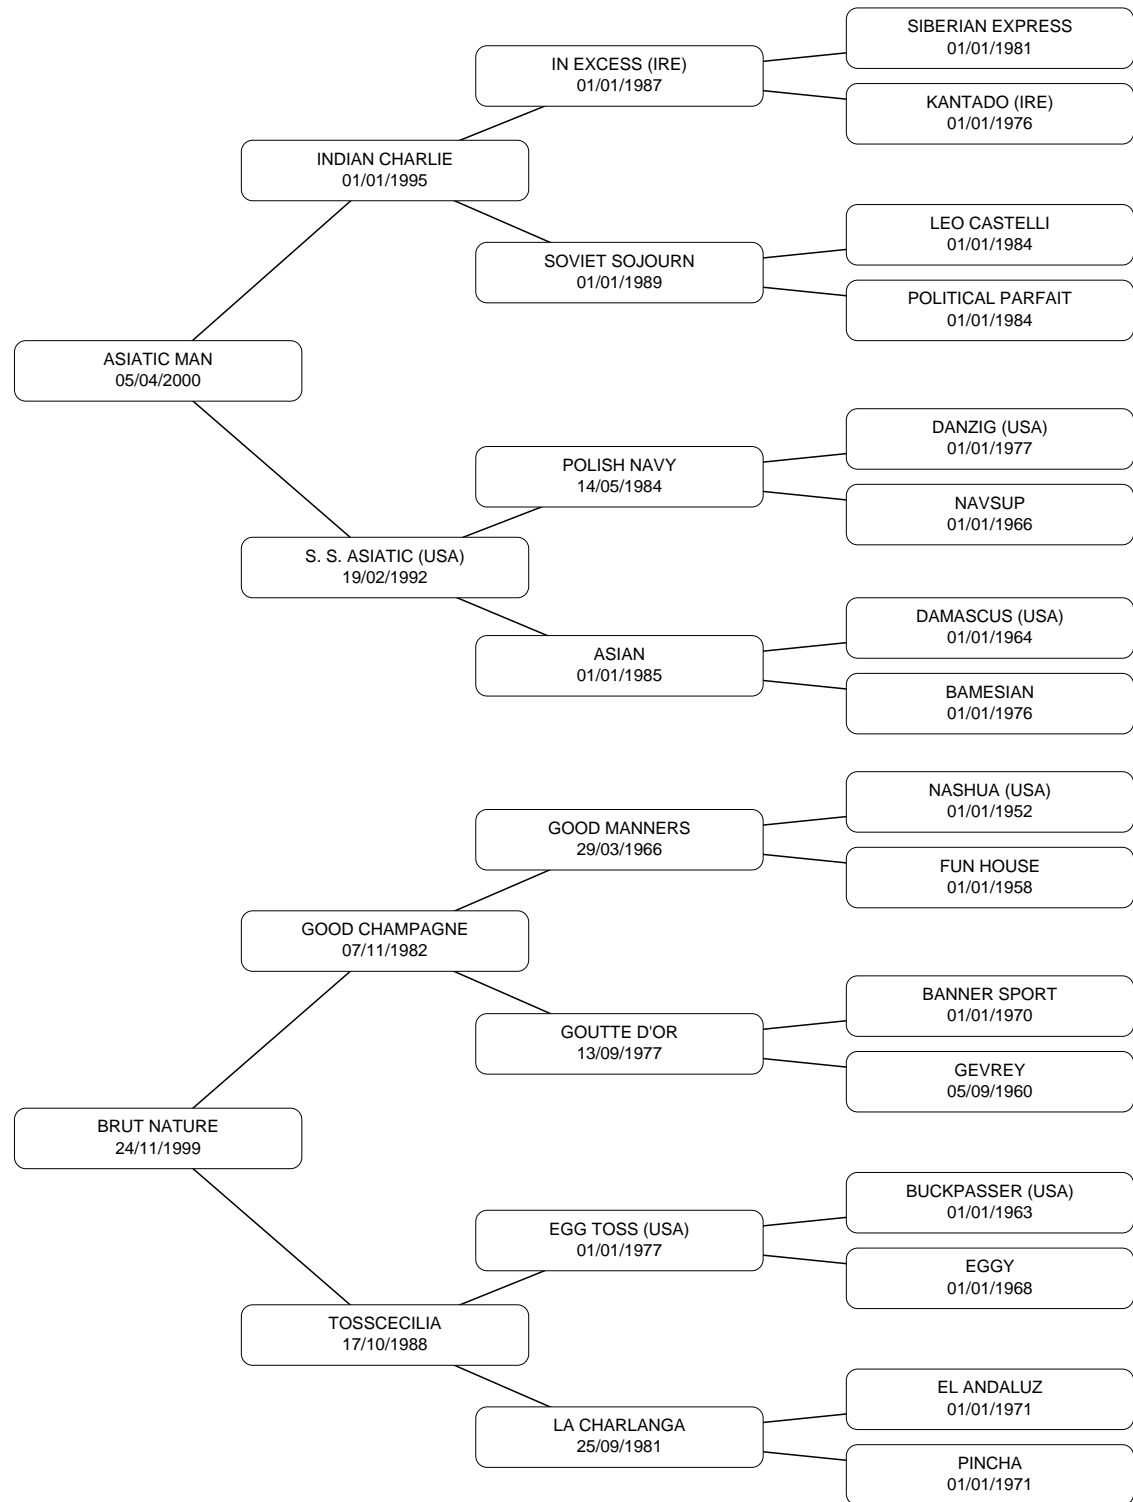 SIBERIAN EXPRESS
01/01/1981
IN EXCESS (IRE)
01/01/1987
KANTADO (IRE)
01/01/1976
INDIAN CHARLIE
01/01/1995
LEO CASTELLI
01/01/1984
SOVIET SOJOURN
01/01/1989
POLITICAL PARFAIT
01/01/1984
ASIATIC MAN
05/04/2000
DANZIG (USA)
01/01/1977
POLISH NAVY
14/05/1984
NAVSUP
01/01/1966
S. S. ASIATIC (USA)
19/02/1992
DAMASCUS (USA)
01/01/1964
ASIAN
01/01/1985
BAMESIAN
01/01/1976
NASHUA (USA)
01/01/1952
GOOD MANNERS
29/03/1966
FUN HOUSE
01/01/1958
GOOD CHAMPAGNE
07/11/1982
BANNER SPORT
01/01/1970
GOUTTE D'OR
13/09/1977
GEVREY
05/09/1960
BRUT NATURE
24/11/1999
BUCKPASSER (USA)
01/01/1963
EGG TOSS (USA)
01/01/1977
EGGY
01/01/1968
TOSSCECILIA
17/10/1988
EL ANDALUZ
01/01/1971
LA CHARLANGA
25/09/1981
PINCHA
01/01/1971